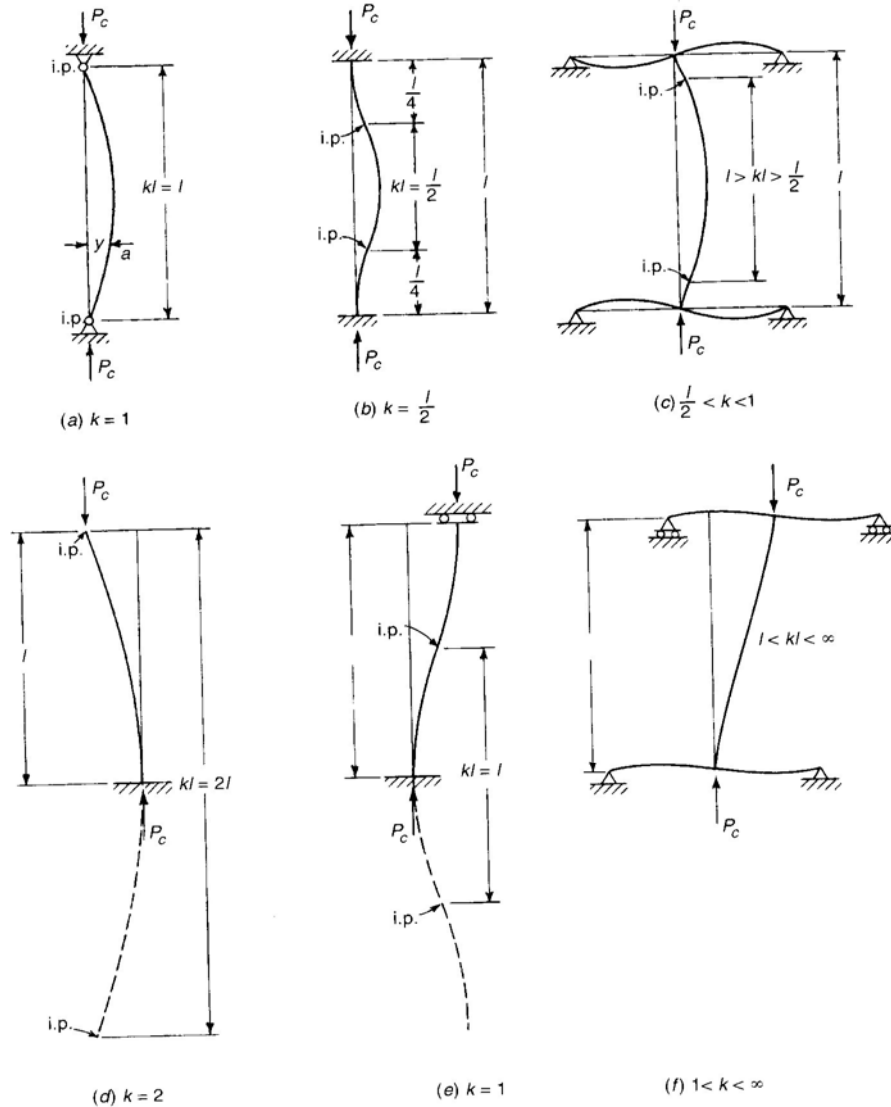 P_c
i.p.
kl = l
y
a
i.p.
P_c
(a) k = 1
P_c
l/4
i.p.
kl = l/2
l
i.p.
l/4
P_c
(b) k = l/2
P_c
i.p.
l > kl > l/2
l
i.p.
P_c
(c) l/2 < k < 1
P_c
i.p.
l
kl = 2l
P_c
i.p.
(d) k = 2
P_c
i.p.
kl = l
P_c
i.p.
(e) k = 1
P_c
l < kl < ∞
P_c
(f) 1 < k < ∞